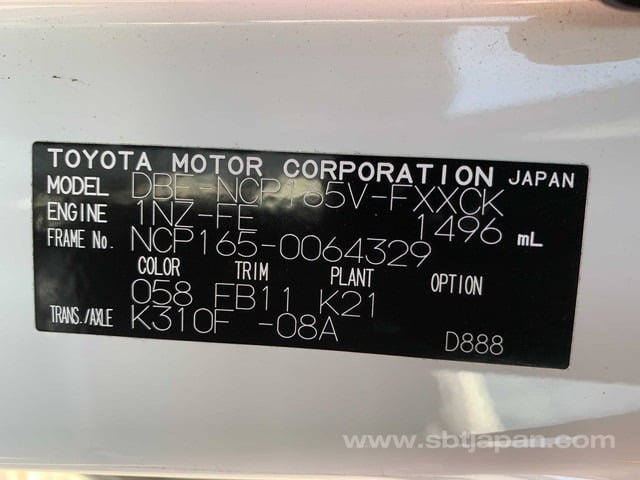 TOYOTA MOTOR CORPORATION JAPAN
MODEL DBE-NCP165V-FXXCK
ENGINE 1NZ-FE 1496 mL
FRAME No. NCP165-0064329
COLOR TRIM PLANT OPTION
058 FB11 K21
TRANS./AXLE K310F -08A
D888
www.sbtjapan.com